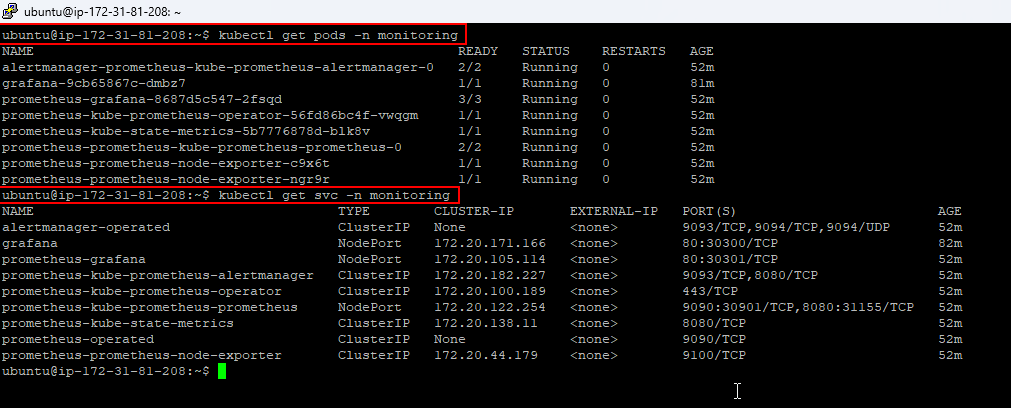 ubuntu@ip-172-31-81-208: ~
ubuntu@ip-172-31-81-208:~$ kubectl get pods -n monitoring
NAME READY STATUS RESTARTS AGE
alertmanager-prometheus-kube-prometheus-alertmanager-0 2/2 Running 0 52m
grafana-9cb65867c-dmbz7 1/1 Running 0 81m
prometheus-grafana-8687d5c547-2fsqd 3/3 Running 0 52m
prometheus-kube-prometheus-operator-56fd86bc4f-vwqgm 1/1 Running 0 52m
prometheus-kube-state-metrics-5b7776878d-blk8v 1/1 Running 0 52m
prometheus-prometheus-kube-prometheus-prometheus-0 2/2 Running 0 52m
prometheus-prometheus-node-exporter-c9x6t 1/1 Running 0 52m
prometheus-prometheus-node-exporter-ngr9r 1/1 Running 0 52m
ubuntu@ip-172-31-81-208:~$ kubectl get svc -n monitoring
NAME TYPE CLUSTER-IP EXTERNAL-IP PORT(S) AGE
alertmanager-operated ClusterIP None <none> 9093/TCP,9094/TCP,9094/UDP 52m
grafana NodePort 172.20.171.166 <none> 80:30300/TCP 82m
prometheus-grafana NodePort 172.20.105.114 <none> 80:30301/TCP 52m
prometheus-kube-prometheus-alertmanager ClusterIP 172.20.182.227 <none> 9093/TCP,8080/TCP 52m
prometheus-kube-prometheus-operator ClusterIP 172.20.100.189 <none> 443/TCP 52m
prometheus-kube-prometheus-prometheus NodePort 172.20.122.254 <none> 9090:30901/TCP,8080:31155/TCP 52m
prometheus-kube-state-metrics ClusterIP 172.20.138.11 <none> 8080/TCP 52m
prometheus-operated ClusterIP None <none> 9090/TCP 52m
prometheus-prometheus-node-exporter ClusterIP 172.20.44.179 <none> 9100/TCP 52m
ubuntu@ip-172-31-81-208:~$